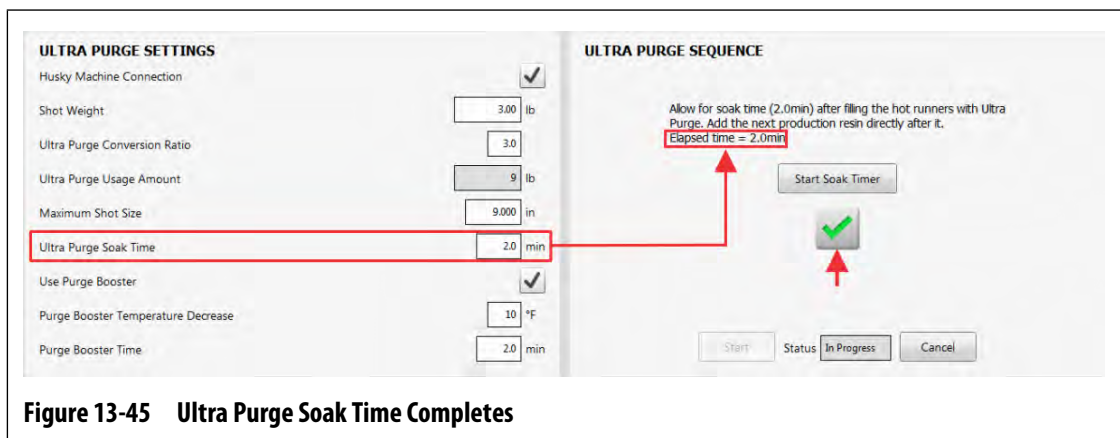 ULTRA PURGE SETTINGS
Husky Machine Connection
Shot Weight 3.00 lb
Ultra Purge Conversion Ratio 3.0
Ultra Purge Usage Amount 9 lb
Maximum Shot Size 9.000 in
Ultra Purge Soak Time 2.0 min
Use Purge Booster
Purge Booster Temperature Decrease 10 °F
Purge Booster Time 2.0 min
ULTRA PURGE SEQUENCE
Allow for soak time (2.0min) after filling the hot runners with Ultra
Purge. Add the next production resin directly after it.
Elapsed time = 2.0min
Start Soak Timer
Start Status In Progress Cancel
Figure 13-45 Ultra Purge Soak Time Completes